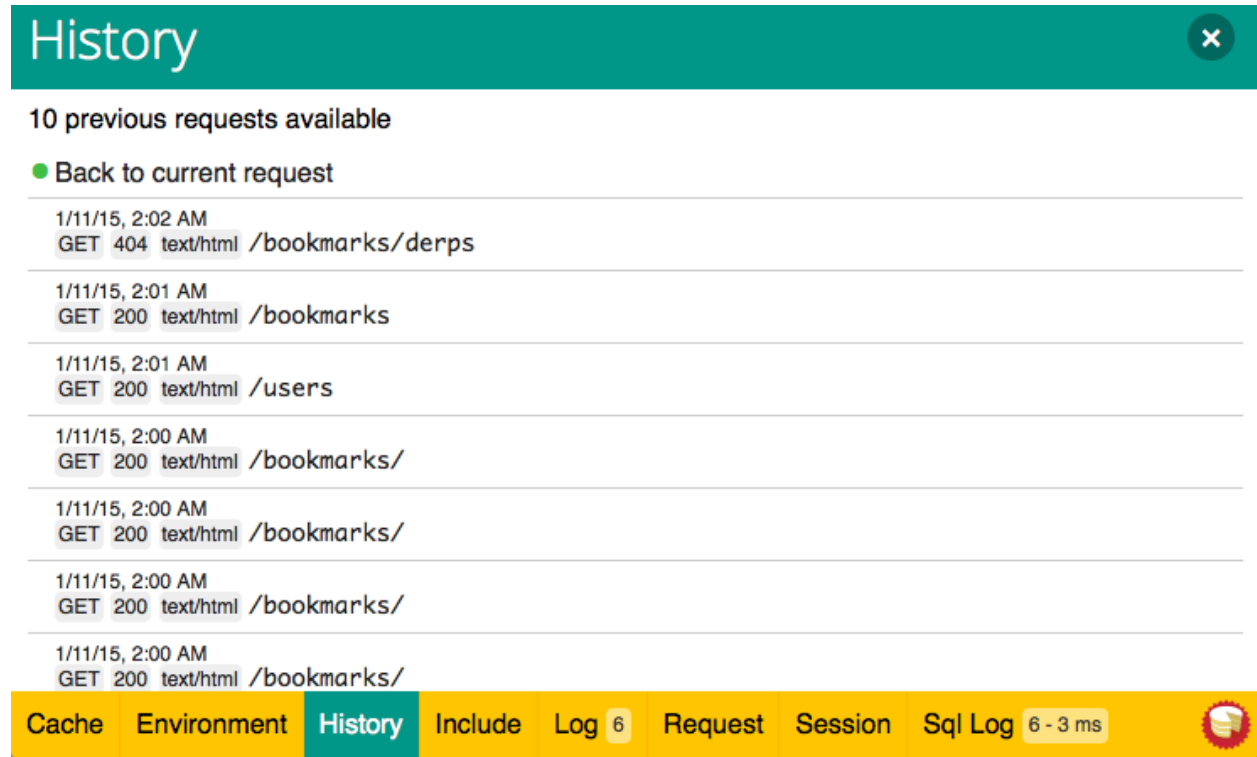 History
10 previous requests available
Back to current request
1/11/15, 2:02 AM
GET 404 text/html /bookmarks/derps
1/11/15, 2:01 AM
GET 200 text/html /bookmarks
1/11/15, 2:01 AM
GET 200 text/html /users
1/11/15, 2:00 AM
GET 200 text/html /bookmarks/
1/11/15, 2:00 AM
GET 200 text/html /bookmarks/
1/11/15, 2:00 AM
GET 200 text/html /bookmarks/
1/11/15, 2:00 AM
GET 200 text/html /bookmarks/
Cache Environment History Include Log 6 Request Session Sql Log 6 - 3 ms